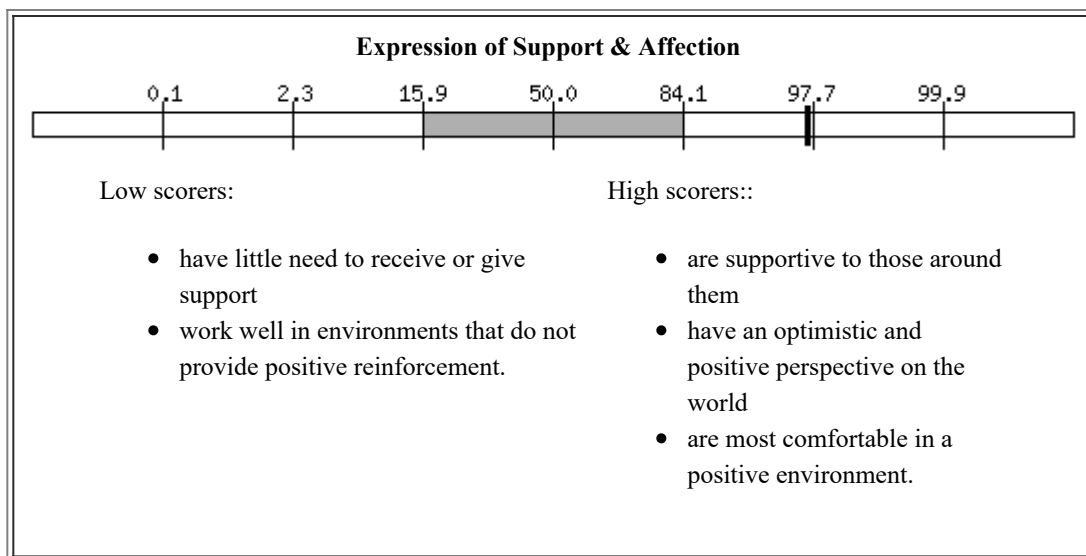 Expression of Support & Affection
0.1 2.3 15.9 50.0 84.1 97.7 99.9
Low scorers:
have little need to receive or give
support
work well in environments that do not
provide positive reinforcement.
High scorers::
are supportive to those around
them
have an optimistic and
positive perspective on the
world
are most comfortable in a
positive environment.